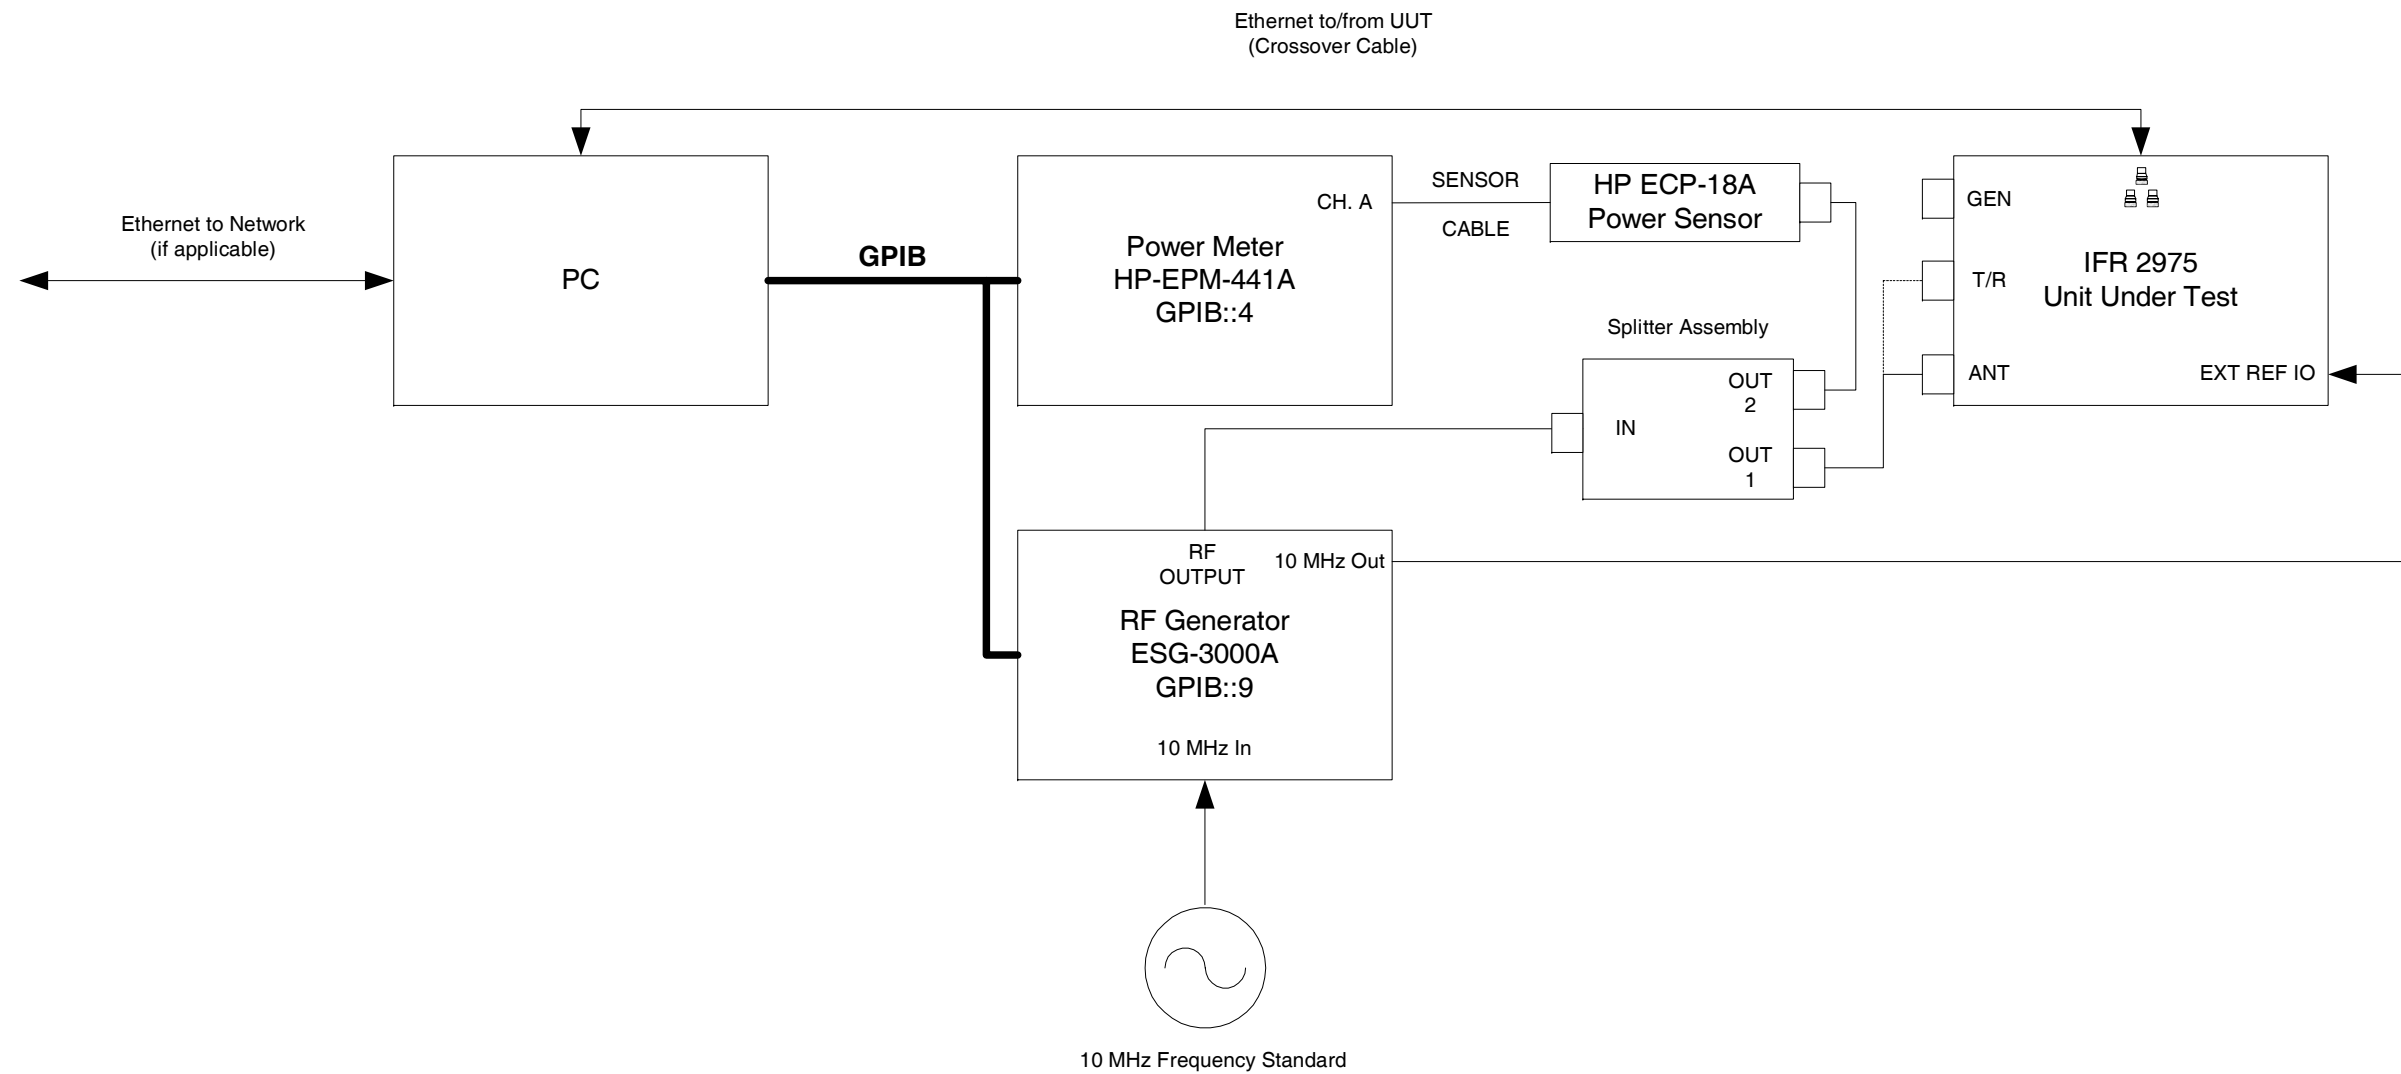 Ethernet to/from UUT
(Crossover Cable)
Ethernet to Network
(if applicable)
PC
GPIB
Power Meter
HP-EPM-441A
GPIB::4
CH. A
SENSOR
CABLE
HP ECP-18A
Power Sensor
GEN
T/R
ANT
IFR 2975
Unit Under Test
EXT REF IO
Splitter Assembly
IN
OUT
2
OUT
1
RF
OUTPUT
10 MHz Out
RF Generator
ESG-3000A
GPIB::9
10 MHz In
10 MHz Frequency Standard